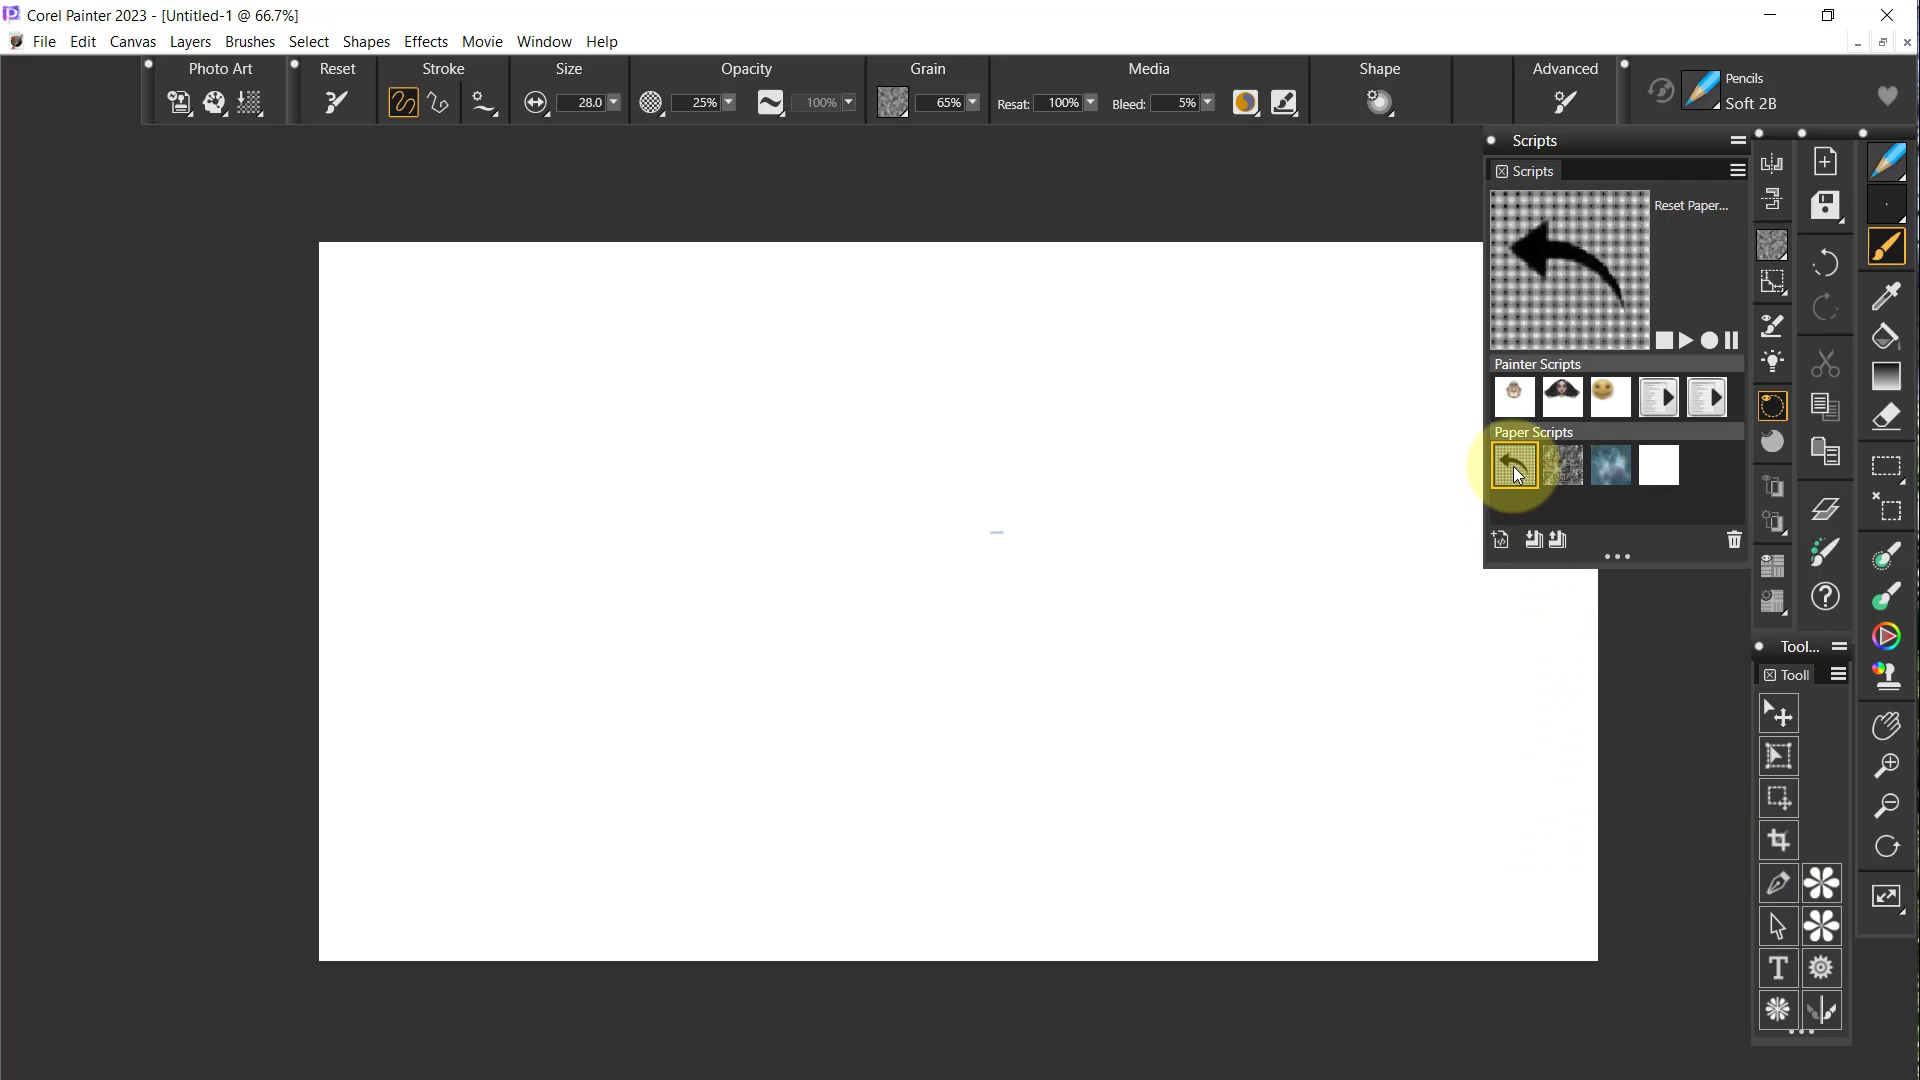 Corel Painter 2023 - [Untitled-1 @ 66.7%]
File Edit Canvas Layers Brushes Select Shapes Effects Movie Window Help
Photo Art Reset Stroke Size Opacity Grain Media Shape Advanced
28.0 25% 100% 65% Resat: 100% Bleed: 5%
Pencils
Soft 2B
Scripts
Scripts
Reset Paper...
Painter Scripts
Paper Scripts
Tool...
Tooll